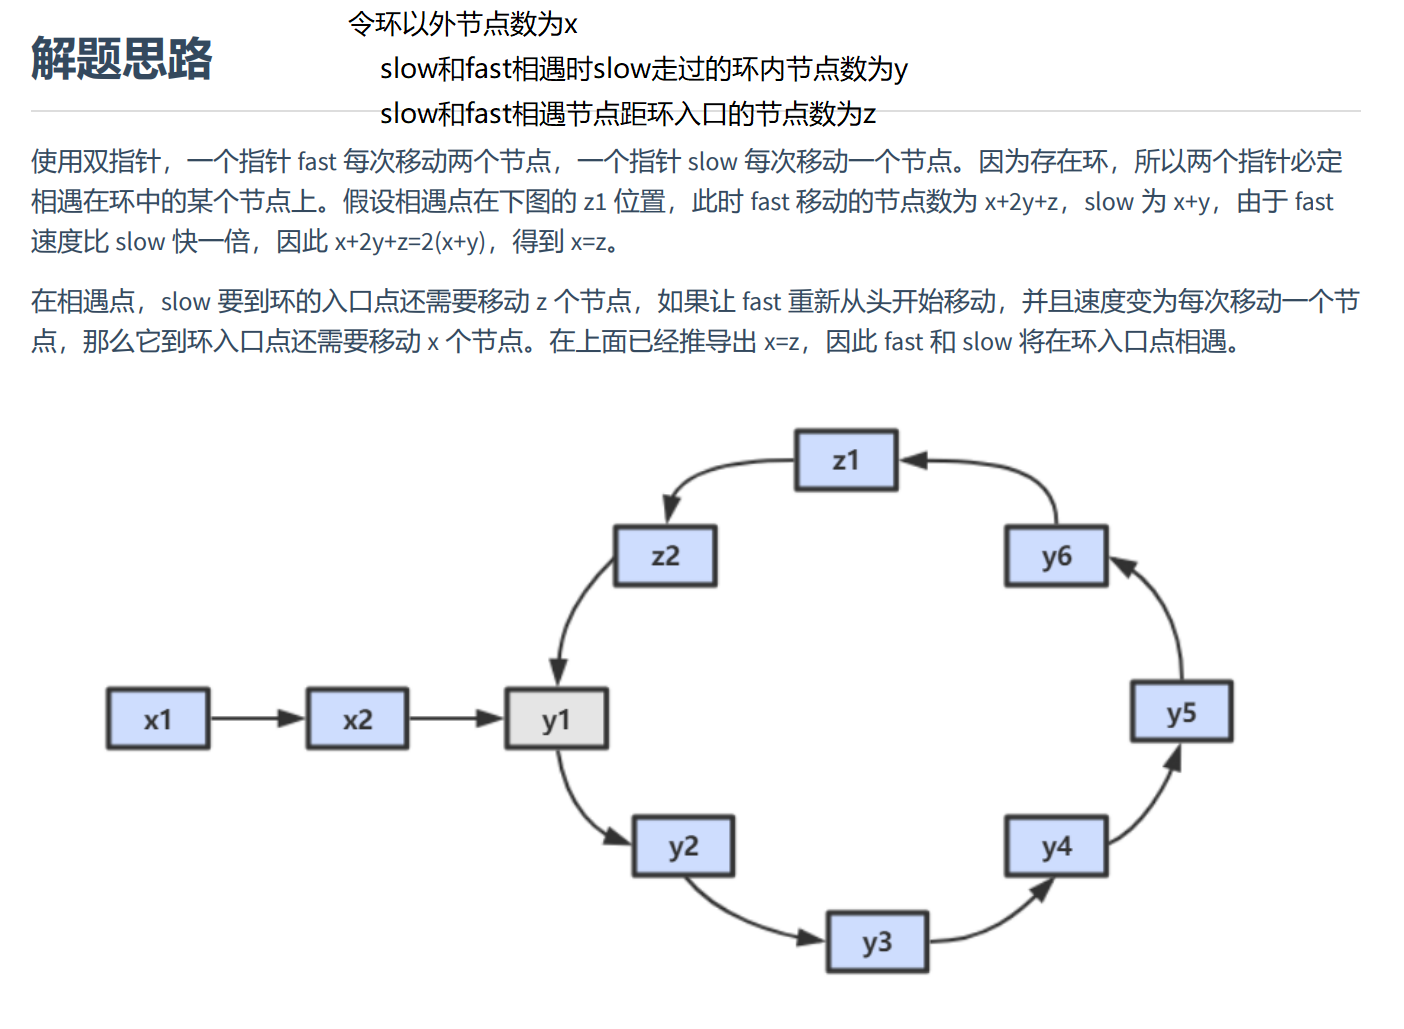 令环以外节点数为x
解题思路
slow和fast相遇时slow走过的环内节点数为y
slow和fast相遇节点距环入口的节点数为z
使用双指针，一个指针 fast 每次移动两个节点，一个指针 slow 每次移动一个节点。因为存在环，所以两个指针必定
相遇在环中的某个节点上。假设相遇点在下图的 z1 位置，此时 fast 移动的节点数为 x+2y+z，slow 为 x+y，由于 fast
速度比 slow 快一倍，因此 x+2y+z=2(x+y)，得到 x=z。
在相遇点，slow 要到环的入口点还需要移动 z 个节点，如果让 fast 重新从头开始移动，并且速度变为每次移动一个节
点，那么它到环入口点还需要移动 x 个节点。在上面已经推导出 x=z，因此 fast 和 slow 将在环入口点相遇。
z1
z2
y6
x1
x2
y1
y5
y2
y4
y3